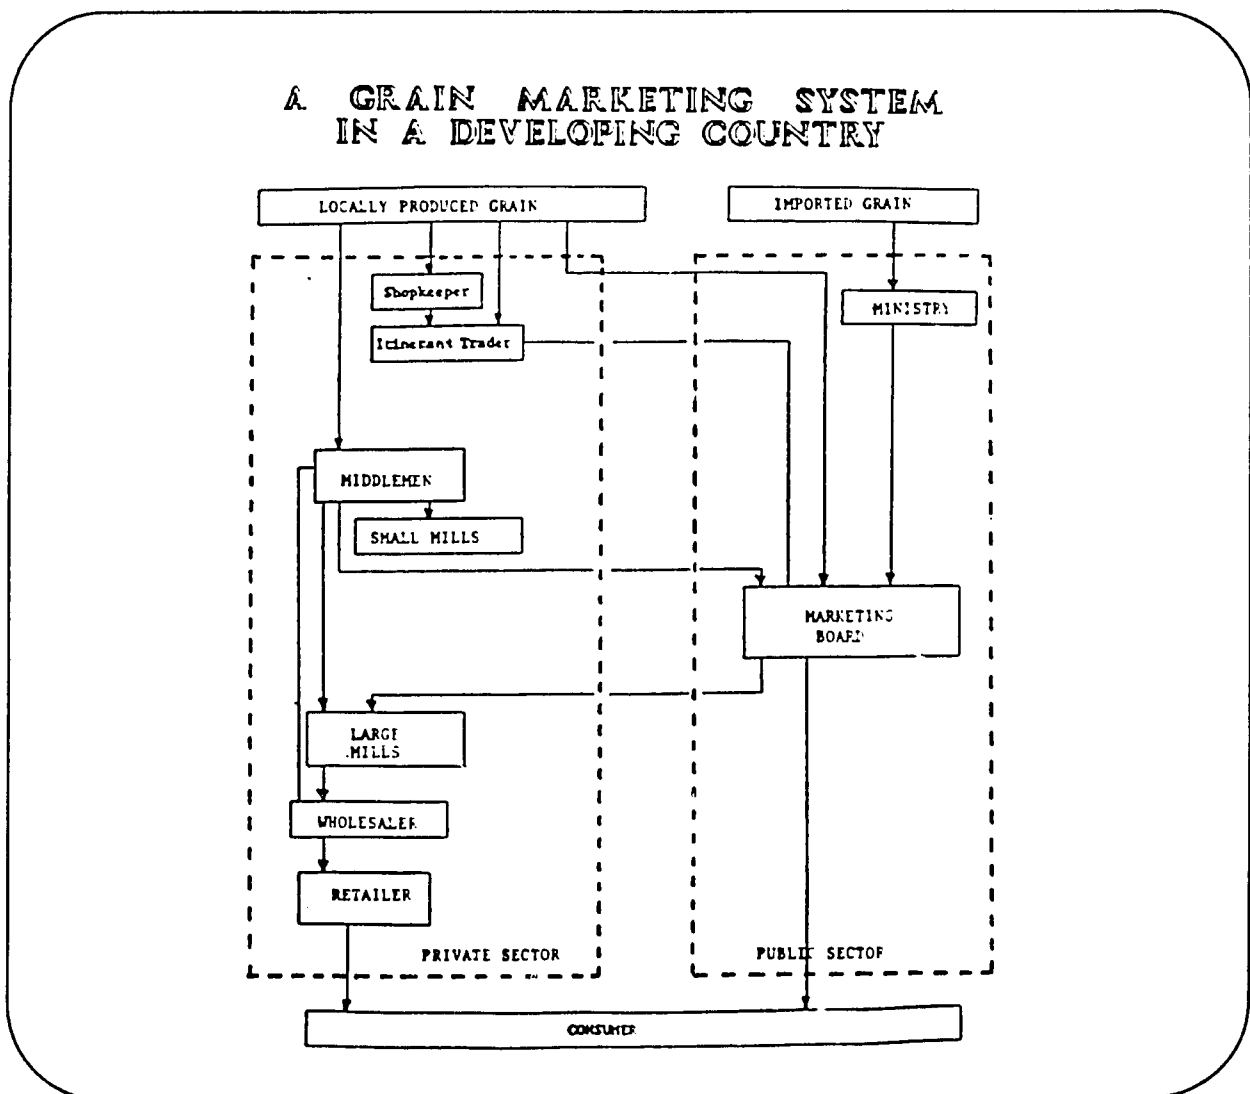 A GRAIN MARKETING SYSTEM
IN A DEVELOPING COUNTRY
LOCALLY PRODUCED GRAIN
IMPORTED GRAIN
Shopkeeper
MINISTRY
Itinerant Trader
MIDDLEMEN
SMALL MILLS
MARKETING
BOARD
LARGE
MILLS
WHOLESALER
RETAILER
PRIVATE SECTOR
PUBLIC SECTOR
CONSUMER